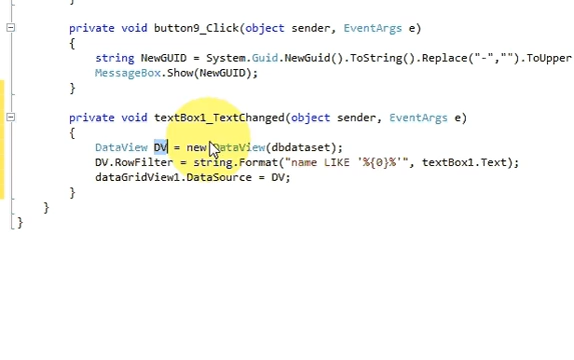 }
private void button9_Click(object sender, EventArgs e)
{
string NewGUID = System.Guid.NewGuid().ToString().Replace("-","").ToUpper
MessageBox.Show(NewGUID);
}
private void textBox1_TextChanged(object sender, EventArgs e)
{
DataView DV = new DataView(dbdataset);
DV.RowFilter = string.Format("name LIKE '%{0}%'", textBox1.Text);
dataGridView1.DataSource = DV;
}
}
}